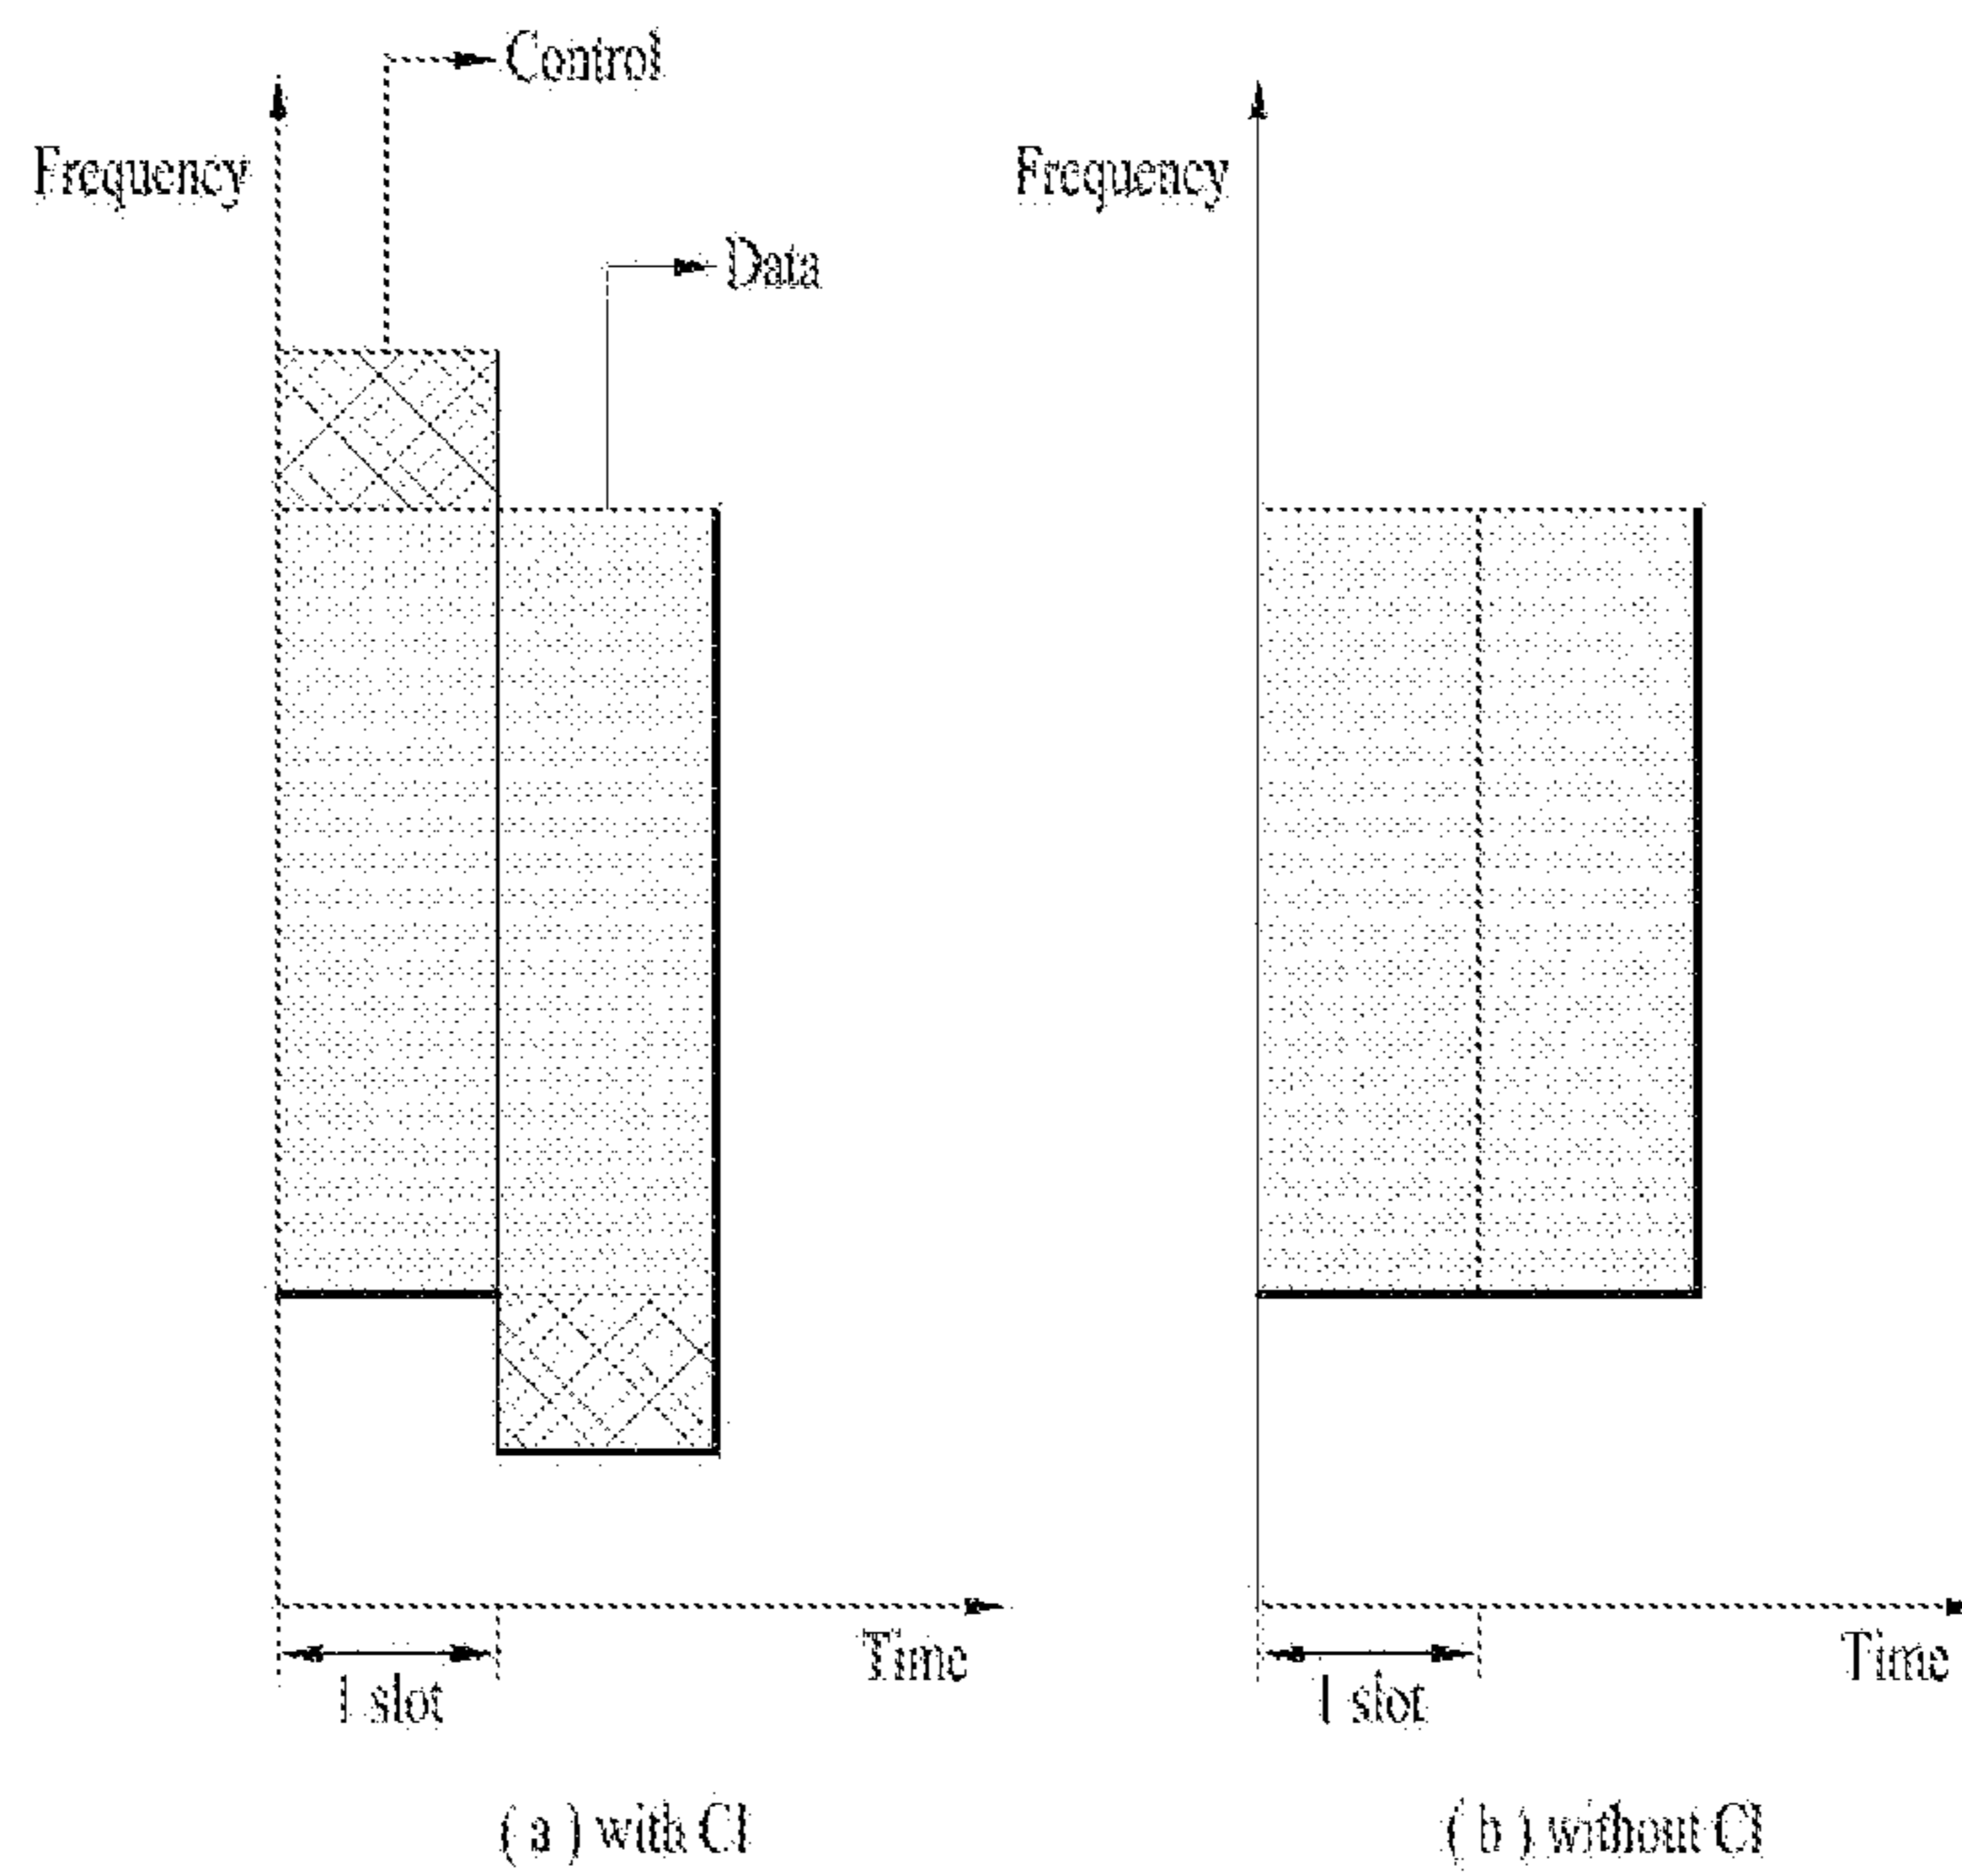 Control
Frequency
Data
Time
1 slot
( a ) with CI
Frequency
Time
1 slot
( b ) without CI